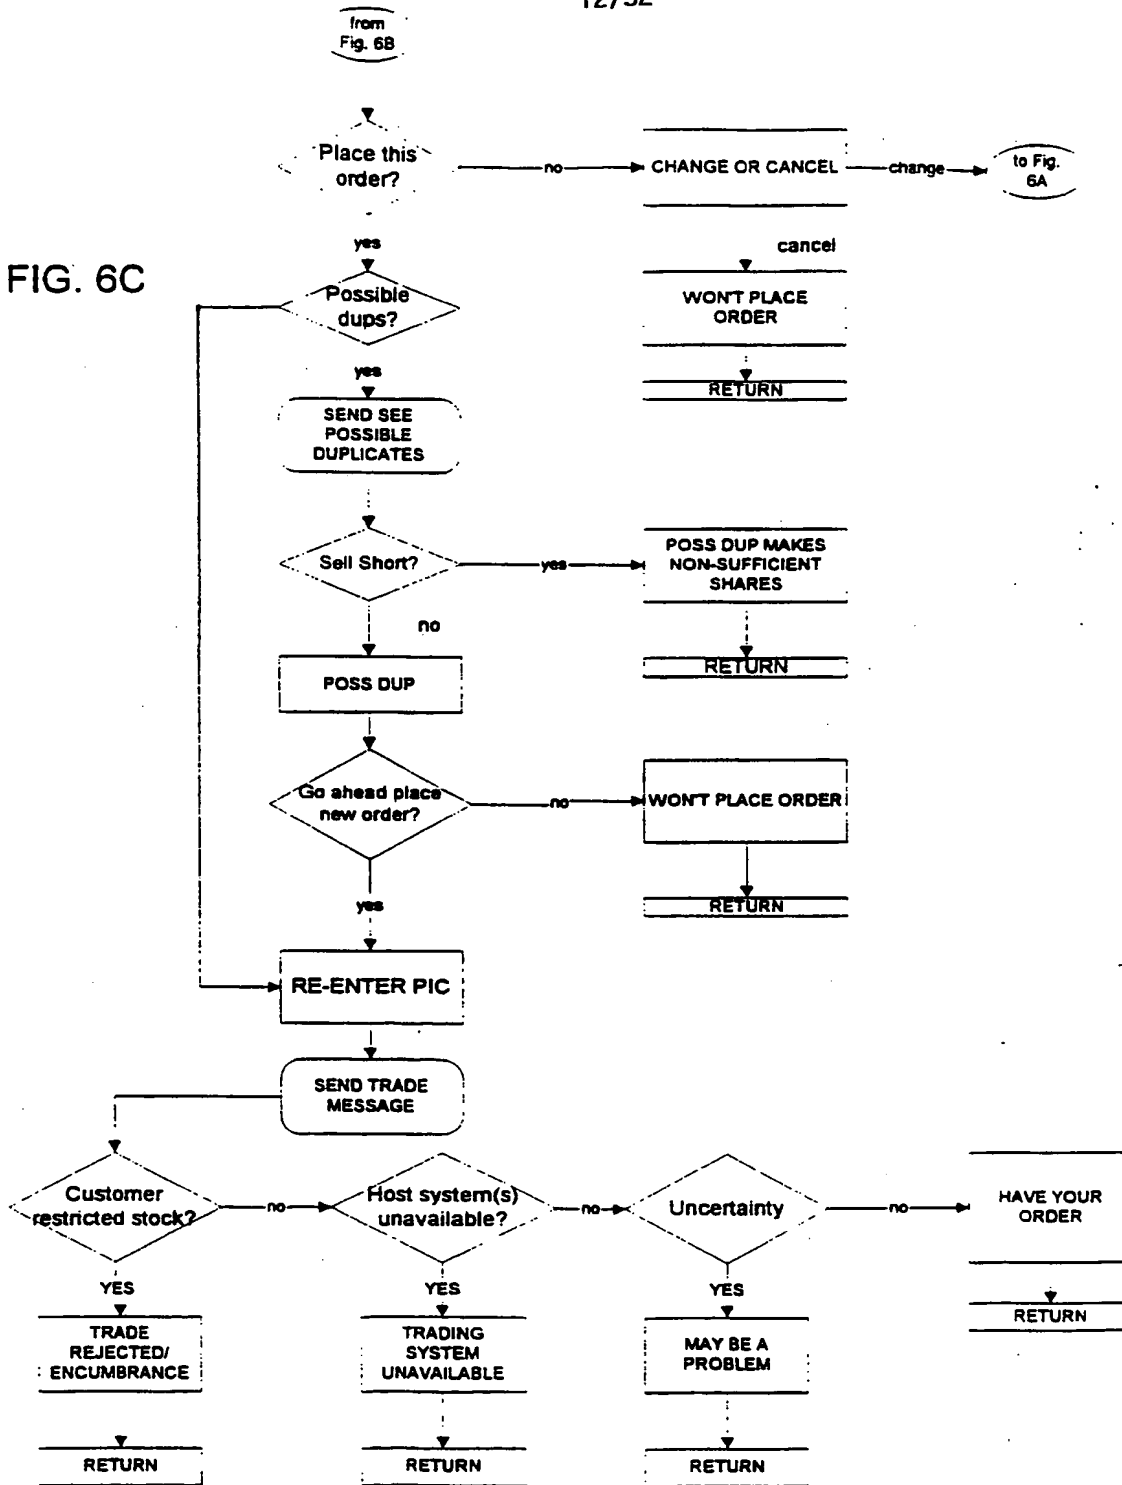 12/32
from
Fig. 6B
Place this
order?
no
CHANGE OR CANCEL
change
to Fig.
6A
yes
cancel
FIG. 6C
Possible
dups?
WON'T PLACE
ORDER
yes
RETURN
SEND SEE
POSSIBLE
DUPLICATES
Sell Short?
yes
POSS DUP MAKES
NON-SUFFICIENT
SHARES
no
RETURN
POSS DUP
Go ahead place
new order?
no
WON'T PLACE ORDER
yes
RETURN
RE-ENTER PIC
SEND TRADE
MESSAGE
Customer
restricted stock?
no
Host system(s)
unavailable?
no
Uncertainty
no
HAVE YOUR
ORDER
YES
YES
YES
RETURN
TRADE
REJECTED/
ENCUMBRANCE
TRADING
SYSTEM
UNAVAILABLE
MAY BE A
PROBLEM
RETURN
RETURN
RETURN